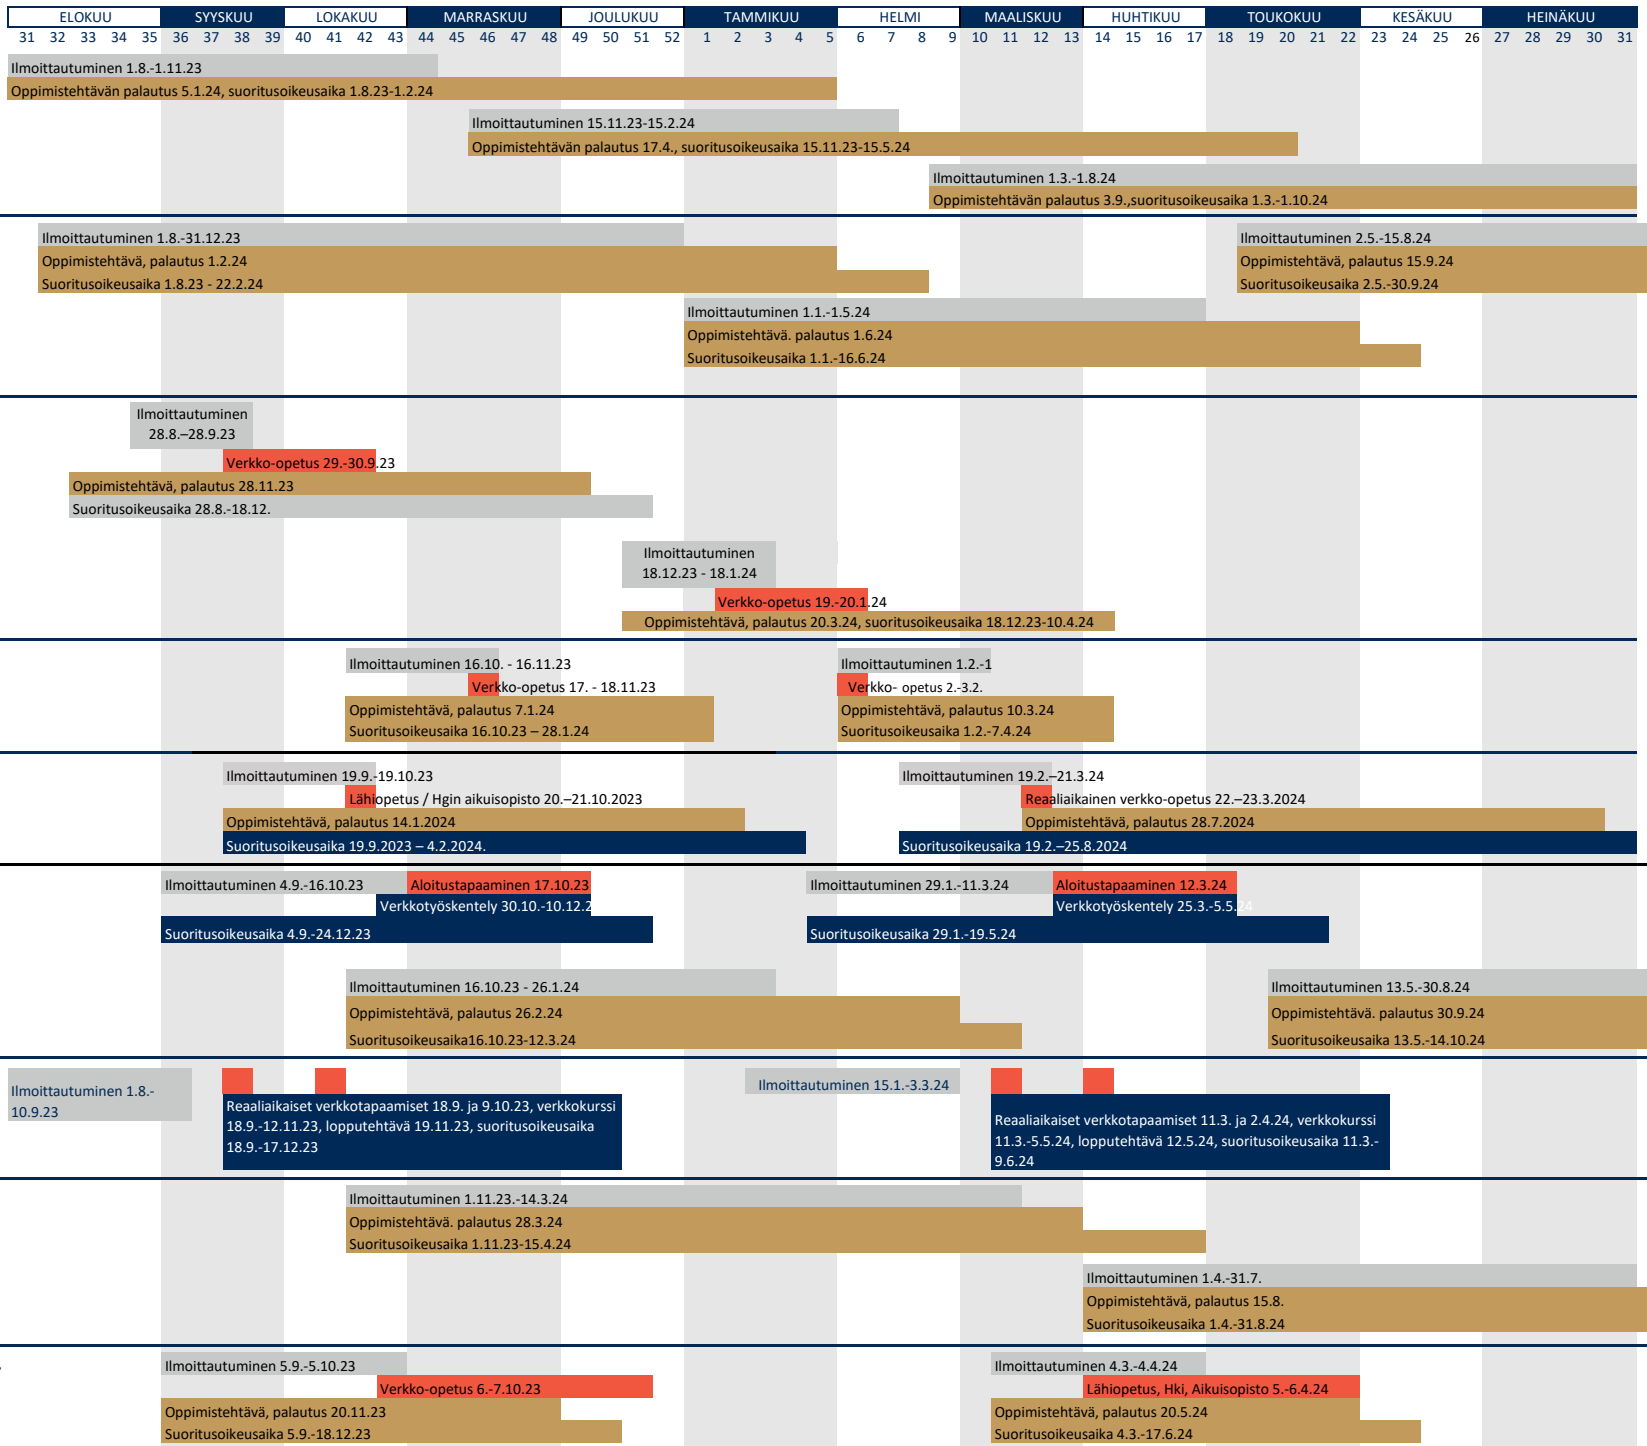 ELOKUU SYYSKUU LOKAKUU MARRASKUU JOULUKUU TAMMIKUU HELMI MAALISKUU HUHTIKUU TOUKOKUU KESÄKUU HEINÄKUU
31 32 33 34 35 36 37 38 39 40 41 42 43 44 45 46 47 48 49 50 51 52 1 2 3 4 5 6 7 8 9 10 11 12 13 14 15 16 17 18 19 20 21 22 23 24 25 26 27 28 29 30 31
Ilmoittautuminen 1.8.-1.11.23
Oppimistehtävän palautus 5.1.24, suoritusoikeusaika 1.8.23-1.2.24
Ilmoittautuminen 15.11.23-15.2.24
Oppimistehtävän palautus 17.4., suoritusoikeusaika 15.11.23-15.5.24
Ilmoittautuminen 1.3.-1.8.24
Oppimistehtävän palautus 3.9.,suoritusoikeusaika 1.3.-1.10.24
Ilmoittautuminen 1.8.-31.12.23
Oppimistehtävä, palautus 1.2.24
Suoritusoikeusaika 1.8.23 - 22.2.24
Ilmoittautuminen 2.5.-15.8.24
Oppimistehtävä, palautus 15.9.24
Suoritusoikeusaika 2.5.-30.9.24
Ilmoittautuminen 1.1.-1.5.24
Oppimistehtävä. palautus 1.6.24
Suoritusoikeusaika 1.1.-16.6.24
Ilmoittautuminen
28.8.–28.9.23
Verkko-opetus 29.-30.9.23
Oppimistehtävä, palautus 28.11.23
Suoritusoikeusaika 28.8.-18.12.
Ilmoittautuminen
18.12.23 - 18.1.24
Verkko-opetus 19.-20.1.24
Oppimistehtävä, palautus 20.3.24, suoritusoikeusaika 18.12.23-10.4.24
Ilmoittautuminen 16.10. - 16.11.23
Verkko-opetus 17. - 18.11.23
Oppimistehtävä, palautus 7.1.24
Suoritusoikeusaika 16.10.23 – 28.1.24
Ilmoittautuminen 1.2.-1
Verkko- opetus 2.-3.2.
Oppimistehtävä, palautus 10.3.24
Suoritusoikeusaika 1.2.-7.4.24
Ilmoittautuminen 19.9.-19.10.23
Lähiopetus / Hgin aikuisopisto 20.–21.10.2023
Oppimistehtävä, palautus 14.1.2024
Suoritusoikeusaika 19.9.2023 – 4.2.2024.
Ilmoittautuminen 19.2.–21.3.24
Reaaliaikainen verkko-opetus 22.–23.3.2024
Oppimistehtävä, palautus 28.7.2024
Suoritusoikeusaika 19.2.–25.8.2024
Ilmoittautuminen 4.9.-16.10.23
Aloitustapaaminen 17.10.23
Verkkotyöskentely 30.10.-10.12.2
Suoritusoikeusaika 4.9.-24.12.23
Ilmoittautuminen 29.1.-11.3.24
Aloitustapaaminen 12.3.24
Verkkotyöskentely 25.3.-5.5.24
Suoritusoikeusaika 29.1.-19.5.24
Ilmoittautuminen 16.10.23 - 26.1.24
Oppimistehtävä, palautus 26.2.24
Suoritusoikeusaika16.10.23-12.3.24
Ilmoittautuminen 13.5.-30.8.24
Oppimistehtävä. palautus 30.9.24
Suoritusoikeusaika 13.5.-14.10.24
Ilmoittautuminen 1.8.-
10.9.23
Reaaliaikaiset verkkotapaamiset 18.9. ja 9.10.23, verkkokurssi
18.9.-12.11.23, lopputehtävä 19.11.23, suoritusoikeusaika
18.9.-17.12.23
Ilmoittautuminen 15.1.-3.3.24
Reaaliaikaiset verkkotapaamiset 11.3. ja 2.4.24, verkkokurssi
11.3.-5.5.24, lopputehtävä 12.5.24, suoritusoikeusaika 11.3.-
9.6.24
Ilmoittautuminen 1.11.23.-14.3.24
Oppimistehtävä. palautus 28.3.24
Suoritusoikeusaika 1.11.23-15.4.24
Ilmoittautuminen 1.4.-31.7.
Oppimistehtävä, palautus 15.8.
Suoritusoikeusaika 1.4.-31.8.24
Ilmoittautuminen 5.9.-5.10.23
Verkko-opetus 6.-7.10.23
Oppimistehtävä, palautus 20.11.23
Suoritusoikeusaika 5.9.-18.12.23
Ilmoittautuminen 4.3.-4.4.24
Lähiopetus, Hki, Aikuisopisto 5.-6.4.24
Oppimistehtävä, palautus 20.5.24
Suoritusoikeusaika 4.3.-17.6.24